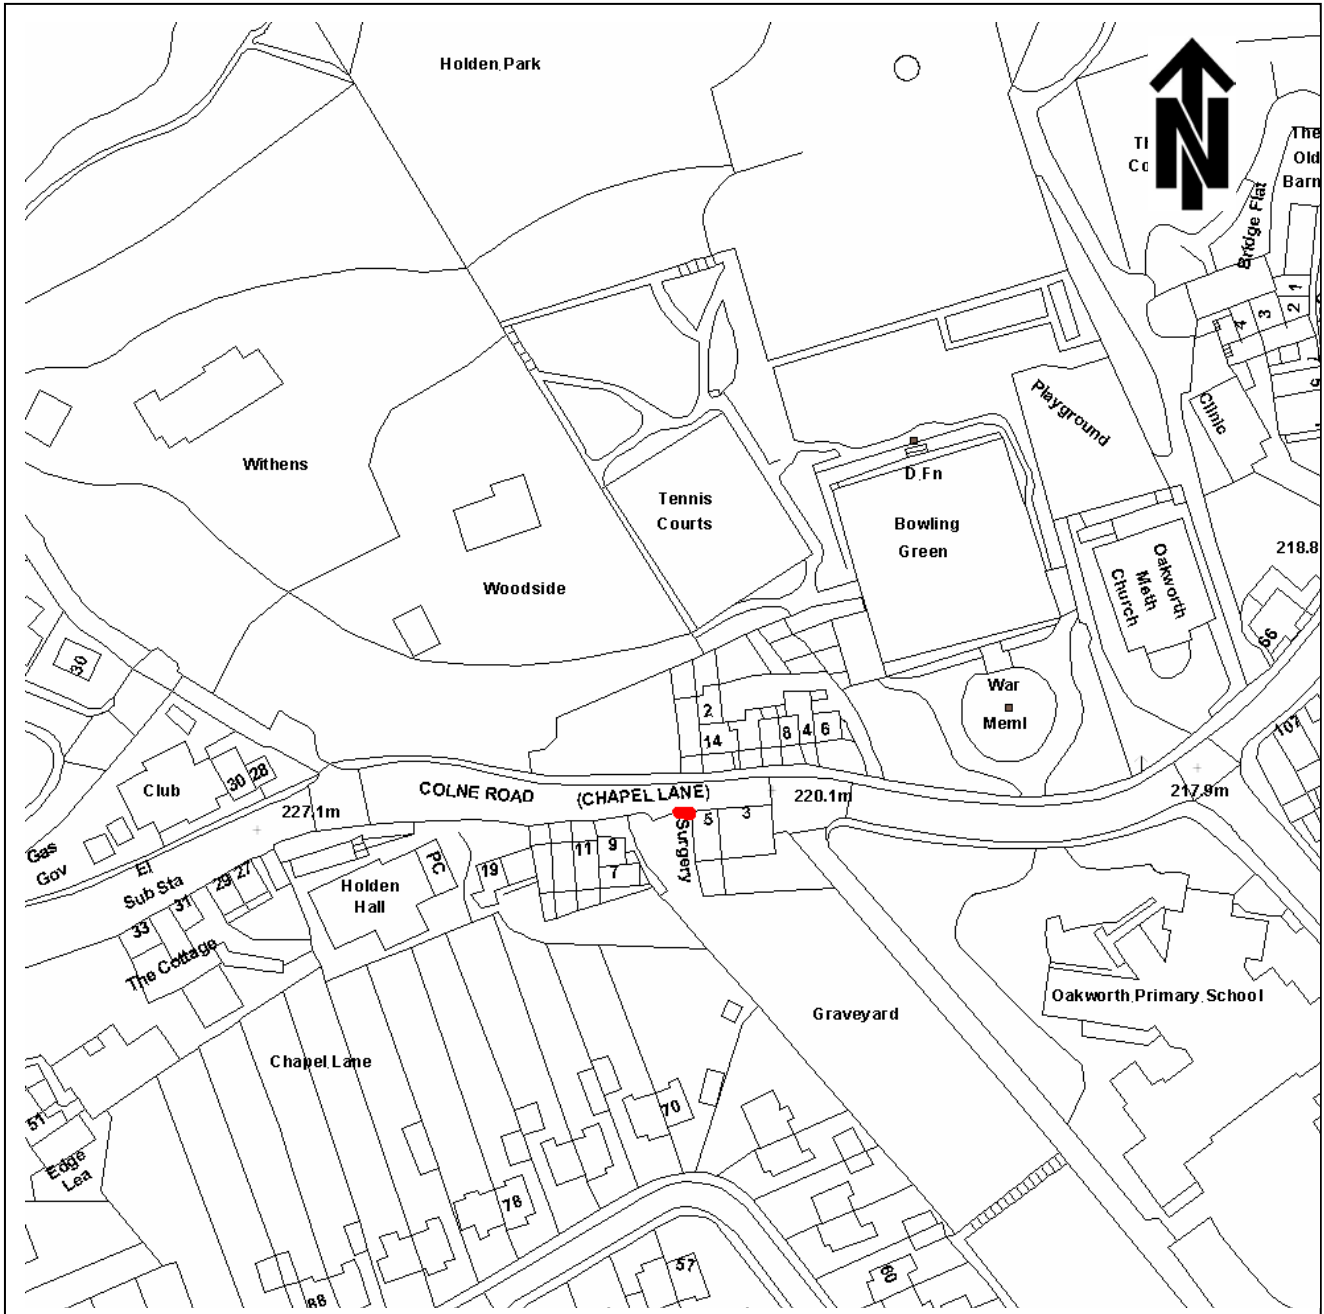 Holden Park
N
The
Old
Barn
Bridge Flat
1
2
3
4
Clinic
Playground
Withens
D Fn
Tennis
Courts
Bowling
Green
Woodside
Oakworth
Meth
Church
218.8
66
30
War
Meml
2
14
8
4
6
107
Club
30
28
COLNE ROAD
(CHAPEL LANE)
227.1m
220.1m
217.9m
Gas
Gov
El
Sub Sta
Surgery
5
3
11
9
7
19
PC
Holden
Hall
29
27
31
33
The Cottage
Oakworth Primary School
Graveyard
Chapel Lane
51
Edge
Lea
70
78
57
60
88